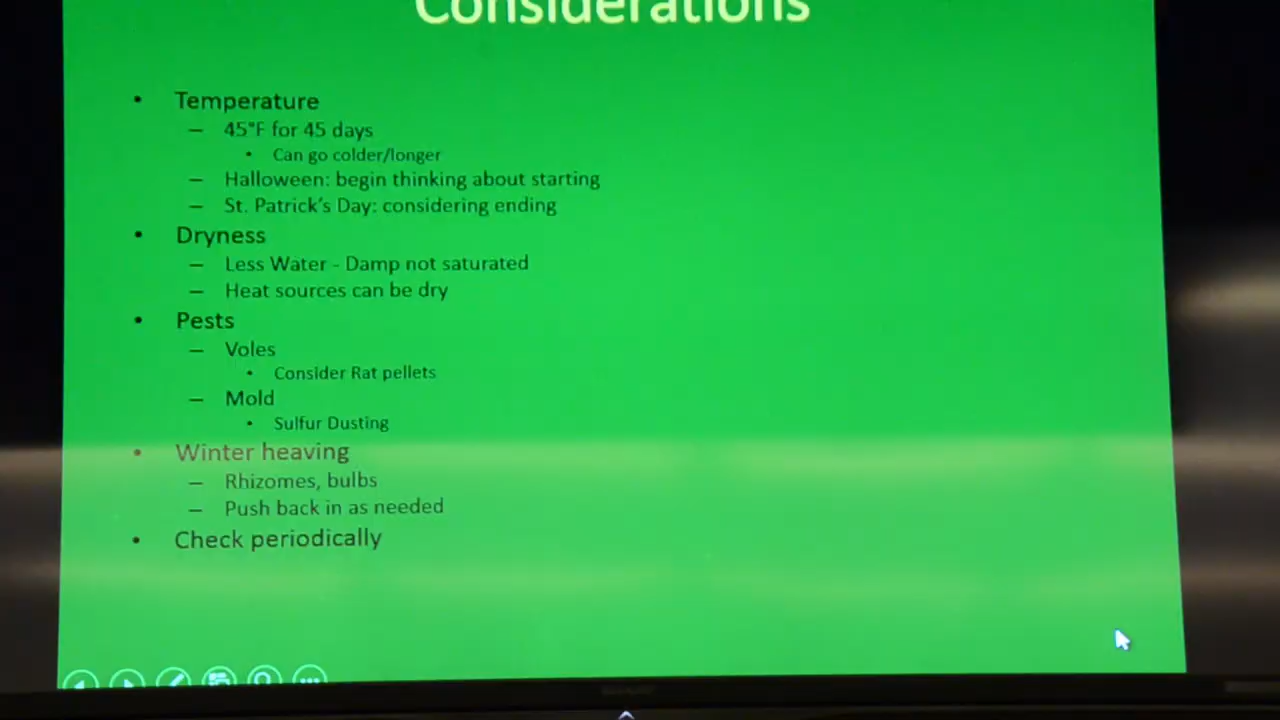 Considerations
• Temperature
– 45°F for 45 days
• Can go colder/longer
– Halloween: begin thinking about starting
– St. Patrick's Day: considering ending
• Dryness
– Less Water - Damp not saturated
– Heat sources can be dry
• Pests
– Voles
• Consider Rat pellets
– Mold
• Sulfur Dusting
• Winter heaving
– Rhizomes, bulbs
– Push back in as needed
• Check periodically